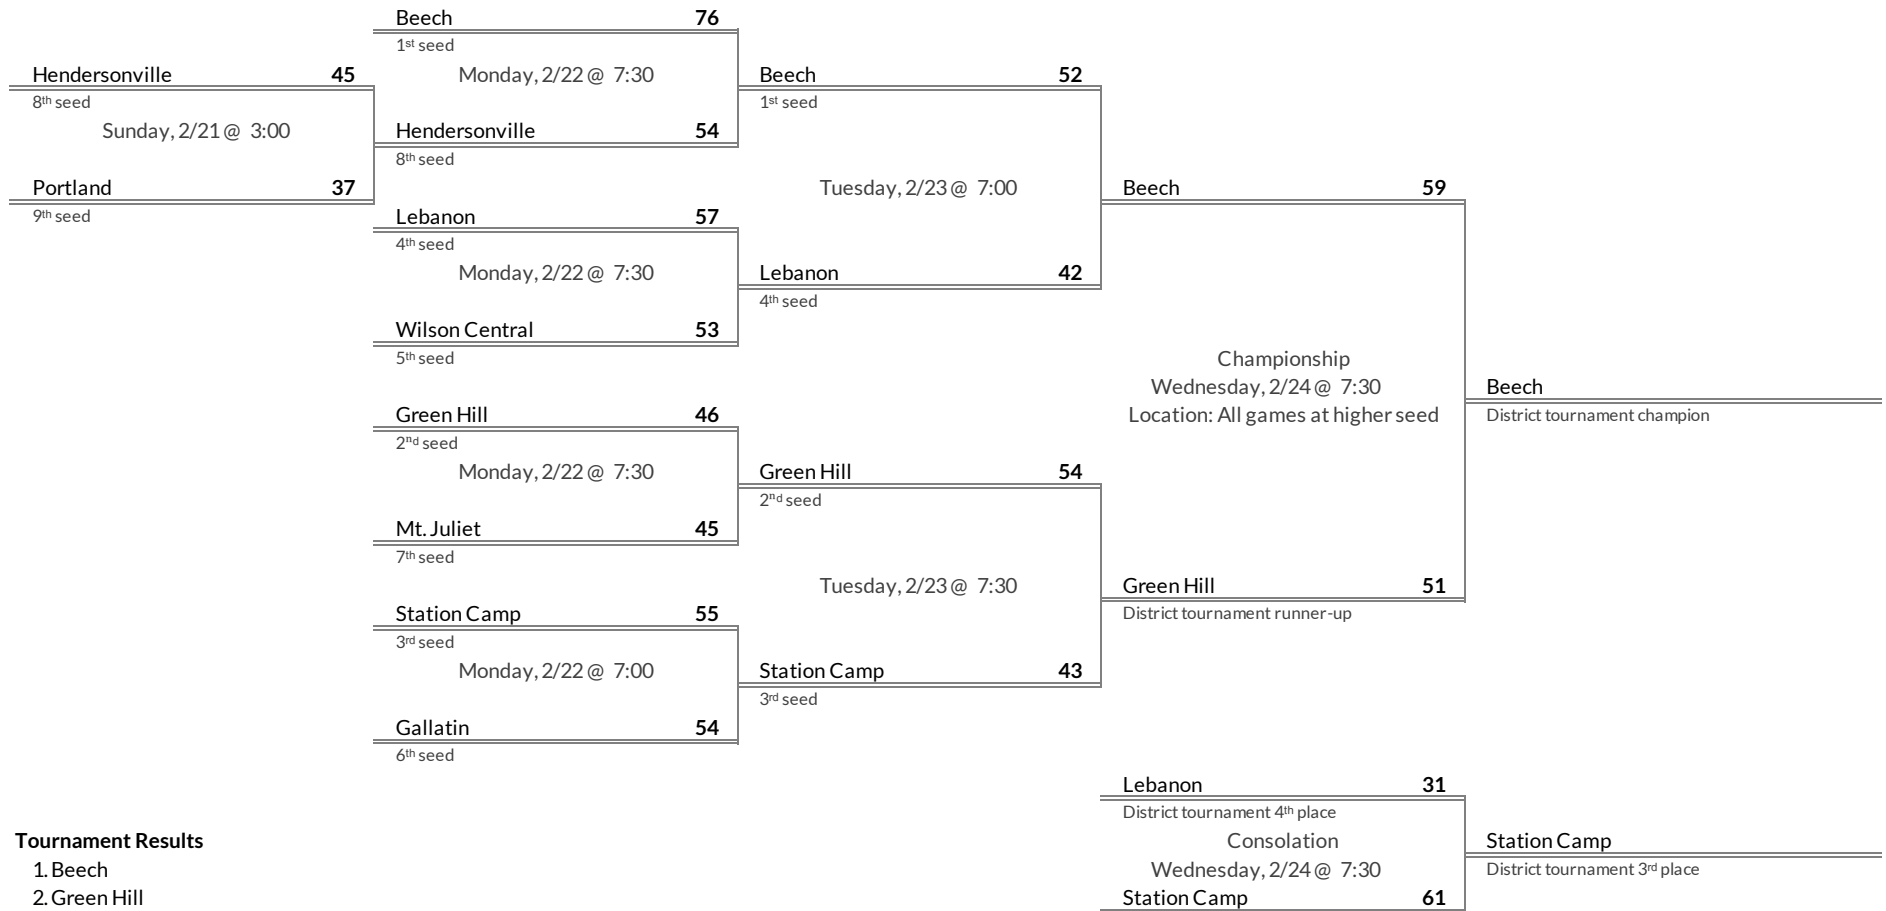 Beech 76
1st seed
Hendersonville 45
Monday, 2/22 @ 7:30
Beech 52
8th seed
1st seed
Sunday, 2/21 @ 3:00
Hendersonville 54
8th seed
Portland 37
Tuesday, 2/23 @ 7:00
Beech 59
9th seed
Lebanon 57
4th seed
Monday, 2/22 @ 7:30
Lebanon 42
4th seed
Wilson Central 53
5th seed
Championship
Wednesday, 2/24 @ 7:30
Beech
Location: All games at higher seed
District tournament champion
Green Hill 46
2nd seed
Monday, 2/22 @ 7:30
Green Hill 54
2nd seed
Mt. Juliet 45
7th seed
Tuesday, 2/23 @ 7:30
Green Hill 51
District tournament runner-up
Station Camp 55
3rd seed
Monday, 2/22 @ 7:00
Station Camp 43
3rd seed
Gallatin 54
6th seed
Lebanon 31
District tournament 4th place
Consolation
Station Camp
Wednesday, 2/24 @ 7:30
District tournament 3rd place
Station Camp 61
Tournament Results
1. Beech
2. Green Hill